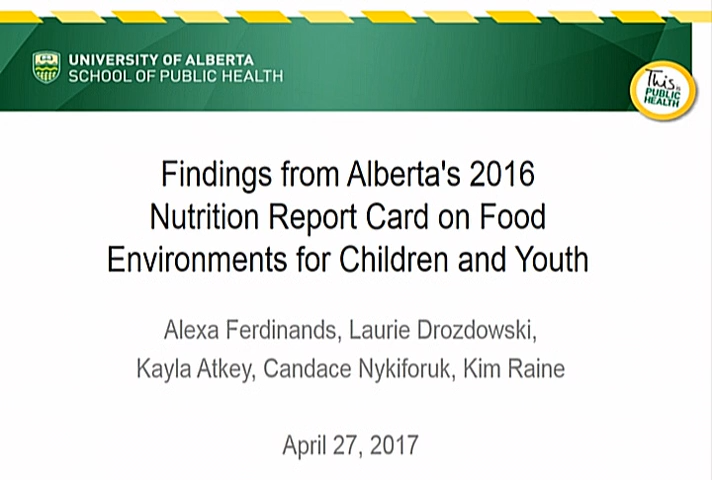 UNIVERSITY OF ALBERTA
SCHOOL OF PUBLIC HEALTH
This is
PUBLIC
HEALTH
Findings from Alberta's 2016
Nutrition Report Card on Food
Environments for Children and Youth
Alexa Ferdinands, Laurie Drozdowski,
Kayla Atkey, Candace Nykiforuk, Kim Raine
April 27, 2017